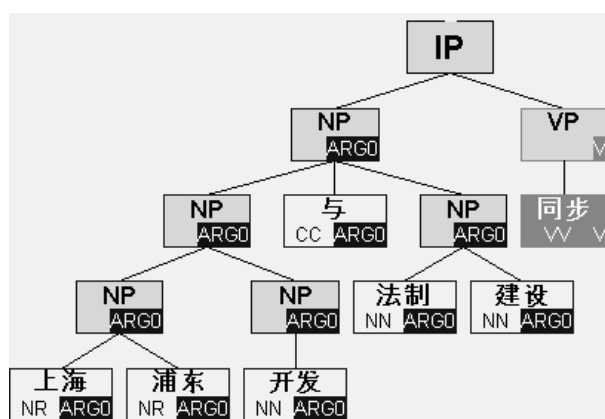 IP
NP ARG0
VP V
NP ARG0
与 CC ARG0
NP ARG0
同步 VV V
NP ARG0
NP ARG0
法制 NN ARG0
建设 NN ARG0
上海 NR ARG0
浦东 NR ARG0
开发 NN ARG0